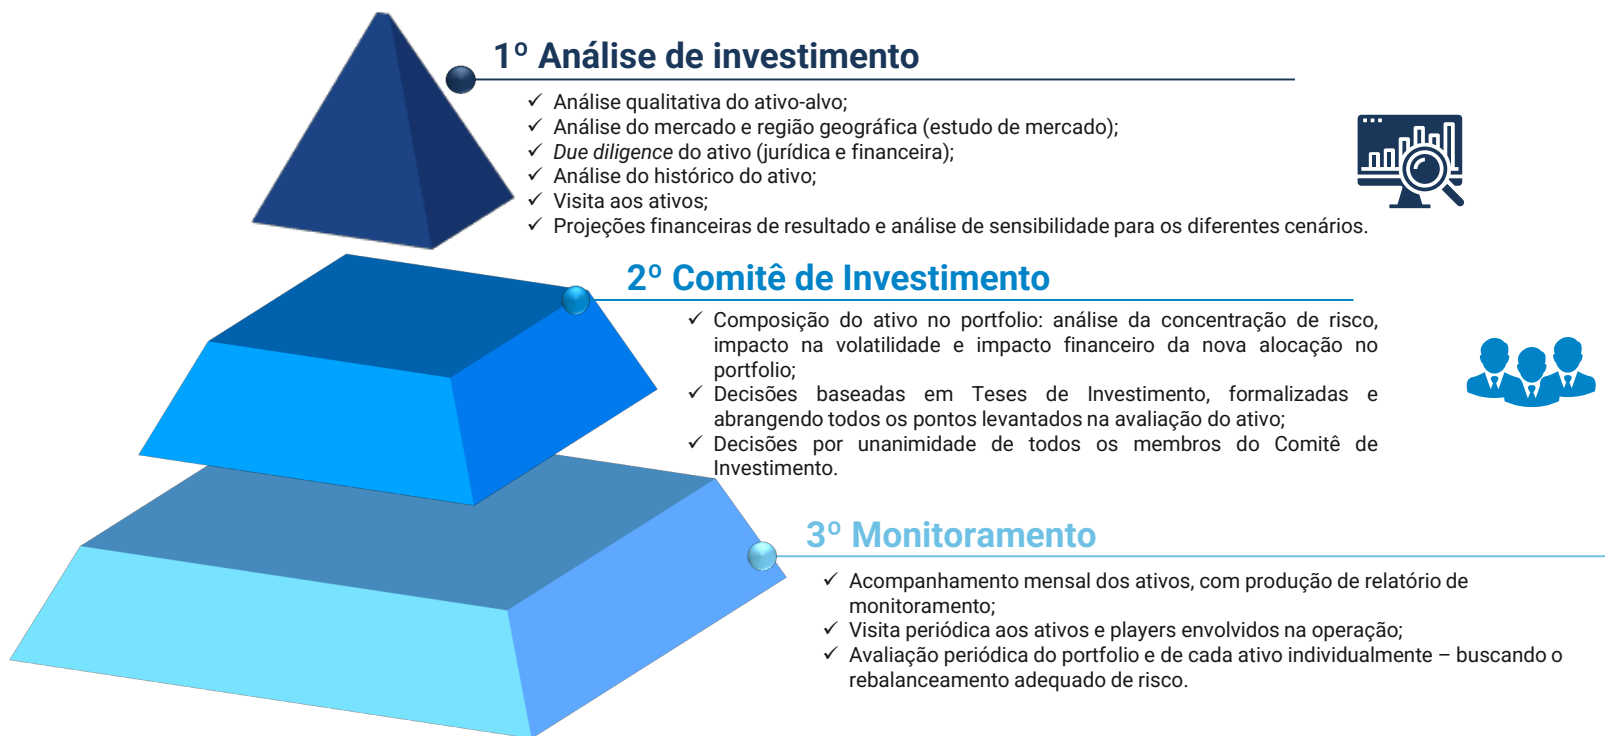 1º Análise de investimento
✓ Análise qualitativa do ativo-alvo;
✓ Análise do mercado e região geográfica (estudo de mercado);
✓ Due diligence do ativo (jurídica e financeira);
✓ Análise do histórico do ativo;
✓ Visita aos ativos;
✓ Projeções financeiras de resultado e análise de sensibilidade para os diferentes cenários.
2º Comitê de Investimento
✓ Composição do ativo no portfolio: análise da concentração de risco,
impacto na volatilidade e impacto financeiro da nova alocação no
portfolio;
✓ Decisões baseadas em Teses de Investimento, formalizadas e
abrangendo todos os pontos levantados na avaliação do ativo;
✓ Decisões por unanimidade de todos os membros do Comitê de
Investimento.
3º Monitoramento
✓ Acompanhamento mensal dos ativos, com produção de relatório de
monitoramento;
✓ Visita periódica aos ativos e players envolvidos na operação;
✓ Avaliação periódica do portfolio e de cada ativo individualmente – buscando o
rebalanceamento adequado de risco.